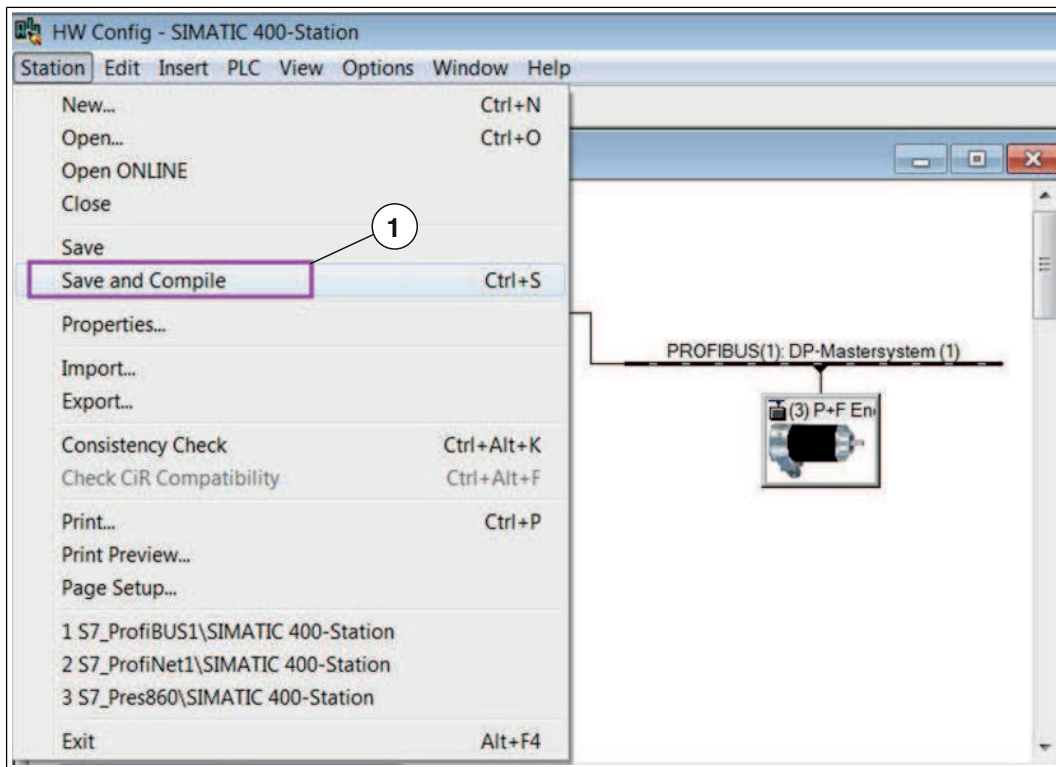 HW Config - SIMATIC 400-Station
Station Edit Insert PLC View Options Window Help
New... Ctrl+N
Open... Ctrl+O
Open ONLINE
Close
1
Save
Save and Compile Ctrl+S
Properties...
Import...
Export...
Consistency Check Ctrl+Alt+K
Check CiR Compatibility Ctrl+Alt+F
Print... Ctrl+P
Print Preview...
Page Setup...
1 S7_ProfiBUS1\SIMATIC 400-Station
2 S7_ProfiNet1\SIMATIC 400-Station
3 S7_Pres860\SIMATIC 400-Station
Exit Alt+F4
PROFIBUS(1): DP-Mastersystem (1)
(3) P+F En